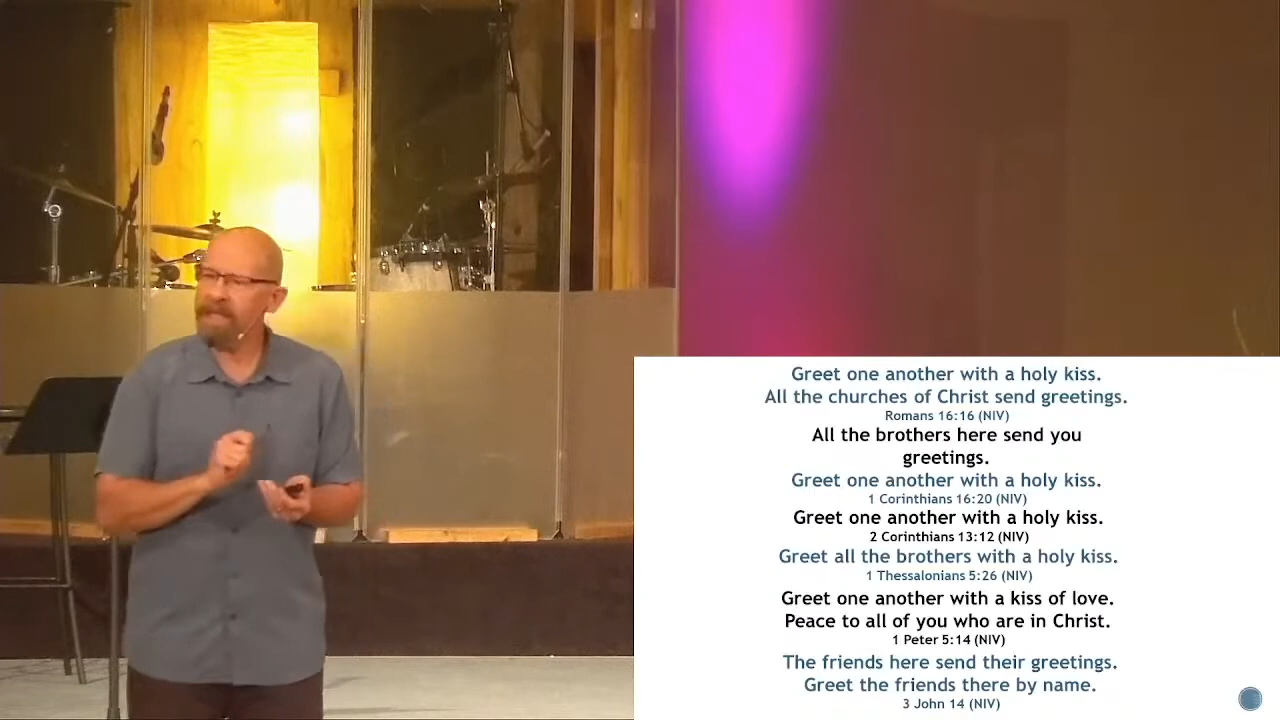 Greet one another with a holy kiss.
All the churches of Christ send greetings.
Romans 16:16 (NIV)
All the brothers here send you
greetings.
Greet one another with a holy kiss.
1 Corinthians 16:20 (NIV)
Greet one another with a holy kiss.
2 Corinthians 13:12 (NIV)
Greet all the brothers with a holy kiss.
1 Thessalonians 5:26 (NIV)
Greet one another with a kiss of love.
Peace to all of you who are in Christ.
1 Peter 5:14 (NIV)
The friends here send their greetings.
Greet the friends there by name.
3 John 14 (NIV)